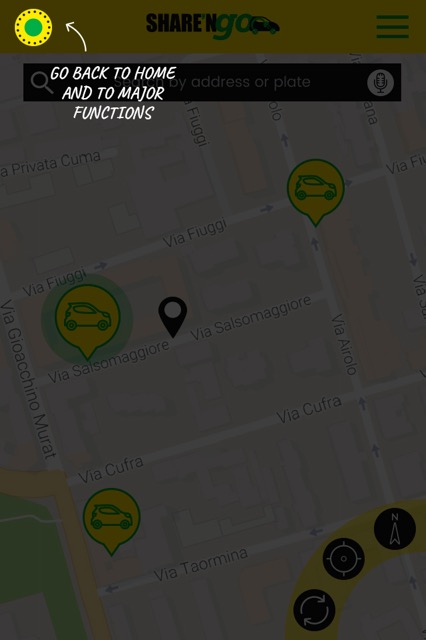 SHARE'NGO
GO BACK TO HOME
AND TO MAJOR
FUNCTIONS
by address or plate
Via Fiuggi
a Privata Cuma
Via Fiuggi
Via Fiuggi
Via Salsomaggiore
Via Salsomaggiore
Via Gioacchino Murat
Via Airolo
Via Cufra
Via Cufra
Via Taormina
N